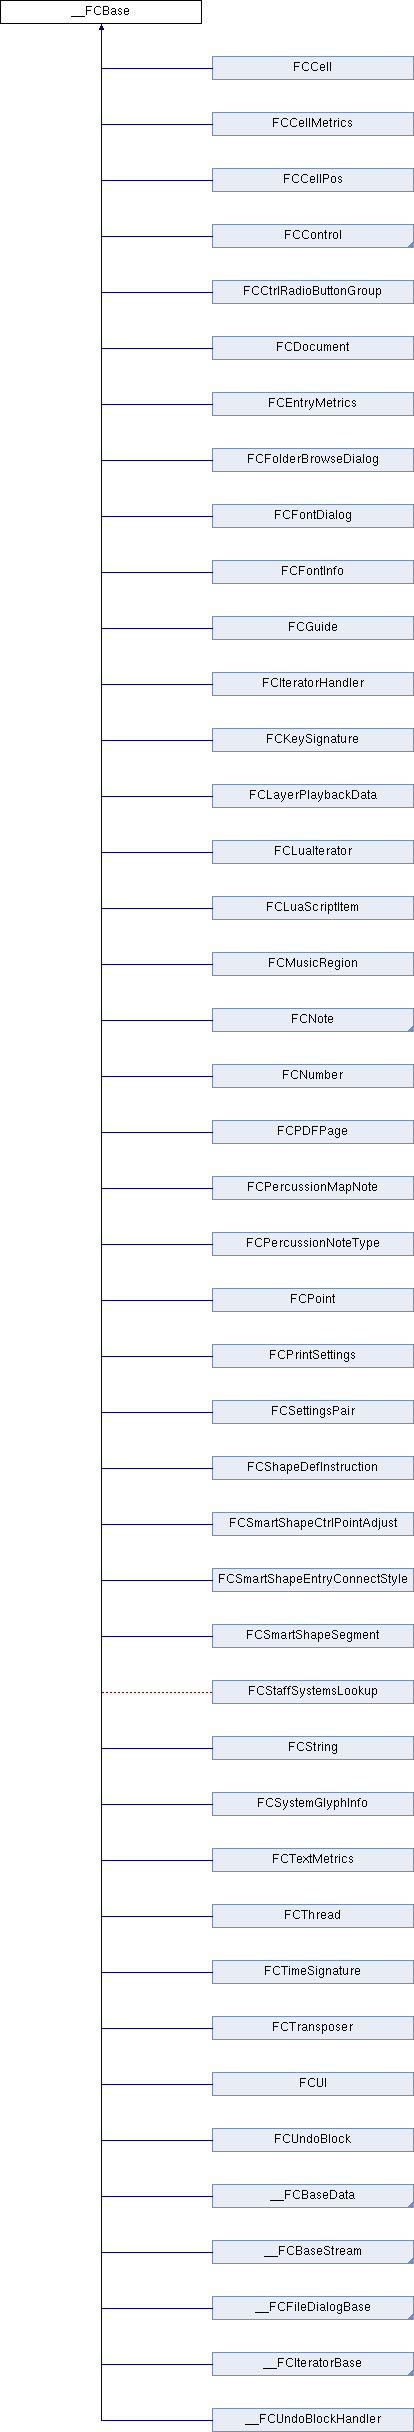 __FCBase
FCCell
FCCellMetrics
FCCellPos
FCControl
FCCtrlRadioButtonGroup
FCDocument
FCEntryMetrics
FCFolderBrowseDialog
FCFontDialog
FCFontInfo
FCGuide
FCIteratorHandler
FCKeySignature
FCLayerPlaybackData
FCLuaIterator
FCLuaScriptItem
FCMusicRegion
FCNote
FCNumber
FCPDFPage
FCPercussionMapNote
FCPercussionNoteType
FCPoint
FCPrintSettings
FCSettingsPair
FCShapeDefInstruction
FCSmartShapeCtrlPointAdjust
FCSmartShapeEntryConnectStyle
FCSmartShapeSegment
FCStaffSystemsLookup
FCString
FCSystemGlyphInfo
FCTextMetrics
FCThread
FCTimeSignature
FCTransposer
FCUI
FCUndoBlock
__FCBaseData
__FCBaseStream
__FCFileDialogBase
__FCIteratorBase
__FCUndoBlockHandler